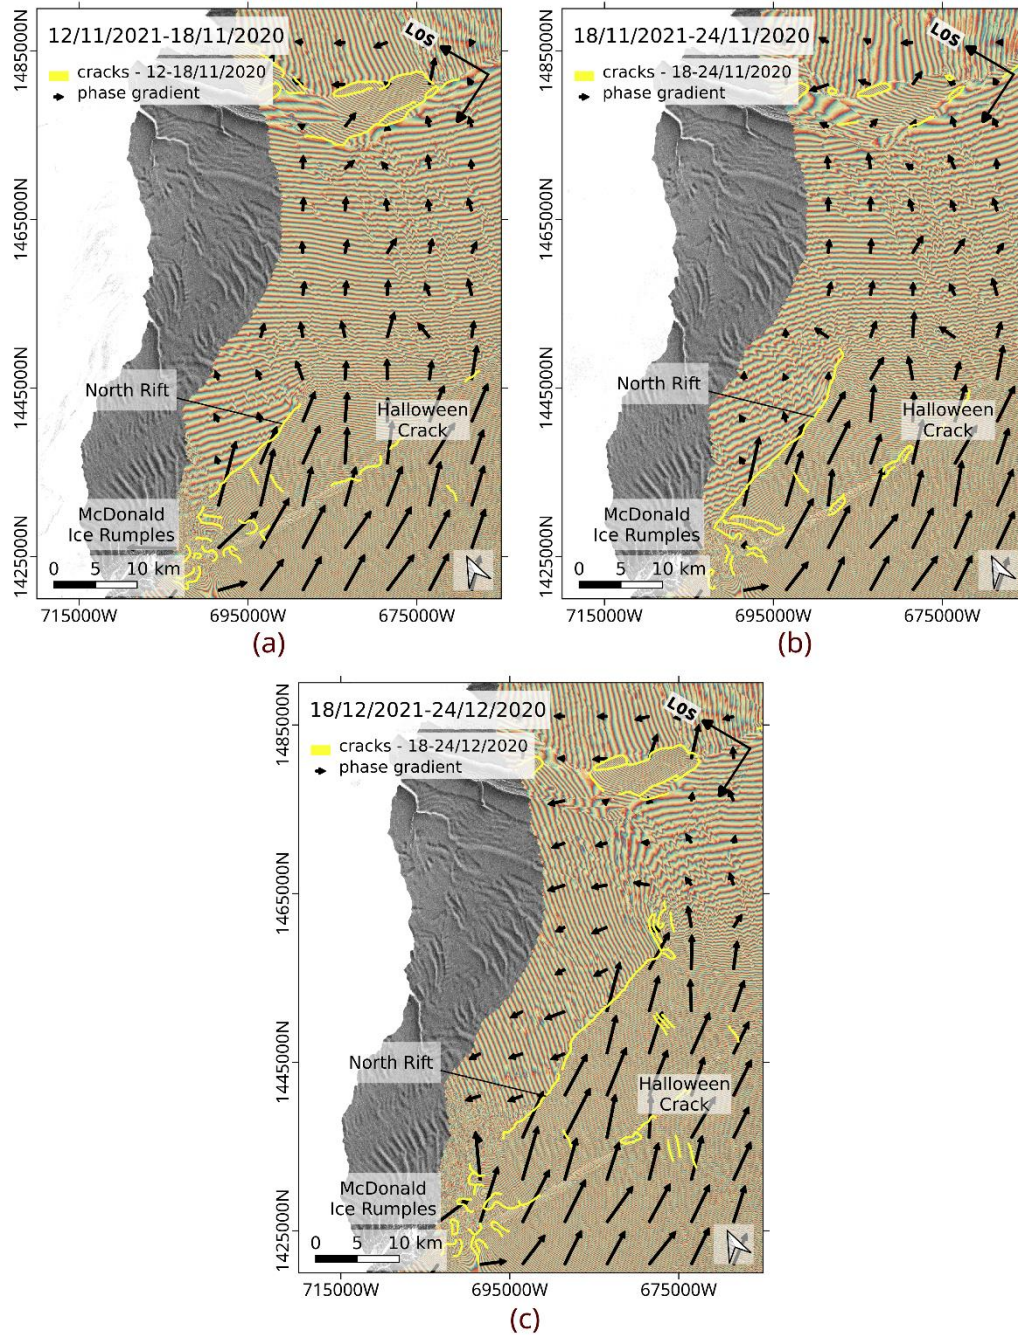 12/11/2021-18/11/2020
cracks - 12-18/11/2020
phase gradient
LoS
1485000N
1465000N
1445000N
1425000N
North Rift
Halloween
Crack
McDonald
Ice Rumples
0 5 10 km
715000W 695000W 675000W
(a)
18/11/2021-24/11/2020
cracks - 18-24/11/2020
phase gradient
LoS
1485000N
1465000N
1445000N
1425000N
North Rift
Halloween
Crack
McDonald
Ice Rumples
0 5 10 km
715000W 695000W 675000W
(b)
18/12/2021-24/12/2020
cracks - 18-24/12/2020
phase gradient
LoS
1485000N
1465000N
1445000N
1425000N
North Rift
Halloween
Crack
McDonald
Ice Rumples
0 5 10 km
715000W 695000W 675000W
(c)